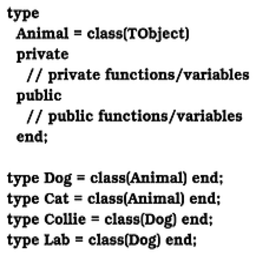 type
Animal = class(TObject)
private
// private functions/variables
public
// public functions/variables
end;
type Dog = class(Animal) end;
type Cat = class(Animal) end;
type Collie = class(Dog) end;
type Lab = class(Dog) end;